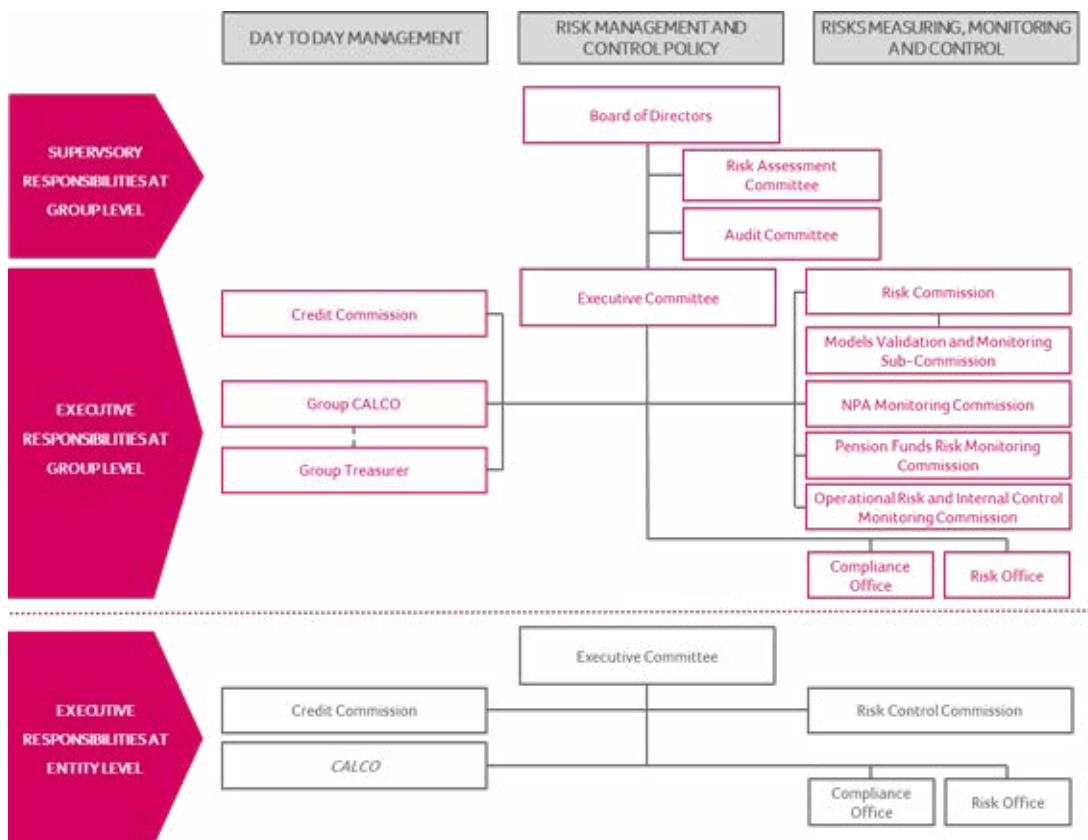 DAY TO DAY MANAGEMENT
RISK MANAGEMENT AND
CONTROL POLICY
RISKS MEASURING, MONITORING
AND CONTROL
SUPERVSORY
RESPONSIBILITIES AT
GROUP LEVEL
Board of Directors
Risk Assessment
Committee
Audit Committee
EXECUTIVE
RESPONSIBILITIES AT
GROUP LEVEL
Executive Committee
Credit Commission
Group CALCO
Group Treasurer
Risk Commission
Models Validation and Monitoring
Sub-Commission
NPA Monitoring Commission
Pension Funds Risk Monitoring
Commission
Operational Risk and Internal Control
Monitoring Commission
Compliance
Office
Risk Office
EXECUTIVE
RESPONSIBILITIES AT
ENTITY LEVEL
Executive Committee
Credit Commission
Risk Control Commission
CALCO
Compliance
Office
Risk Office